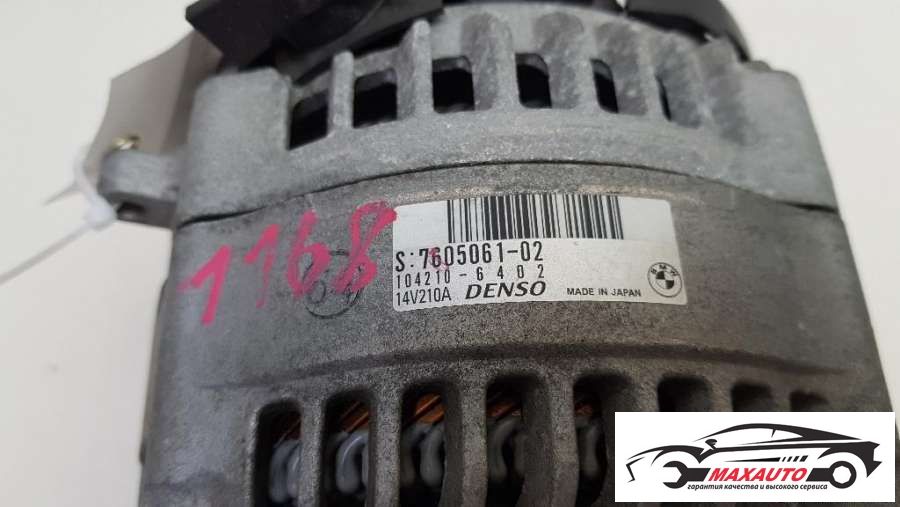 1168
S:7605061-02
104210-6402
14V210A DENSO MADE IN JAPAN
BMW
MAXAUTO
гарантия качества и высокого сервиса